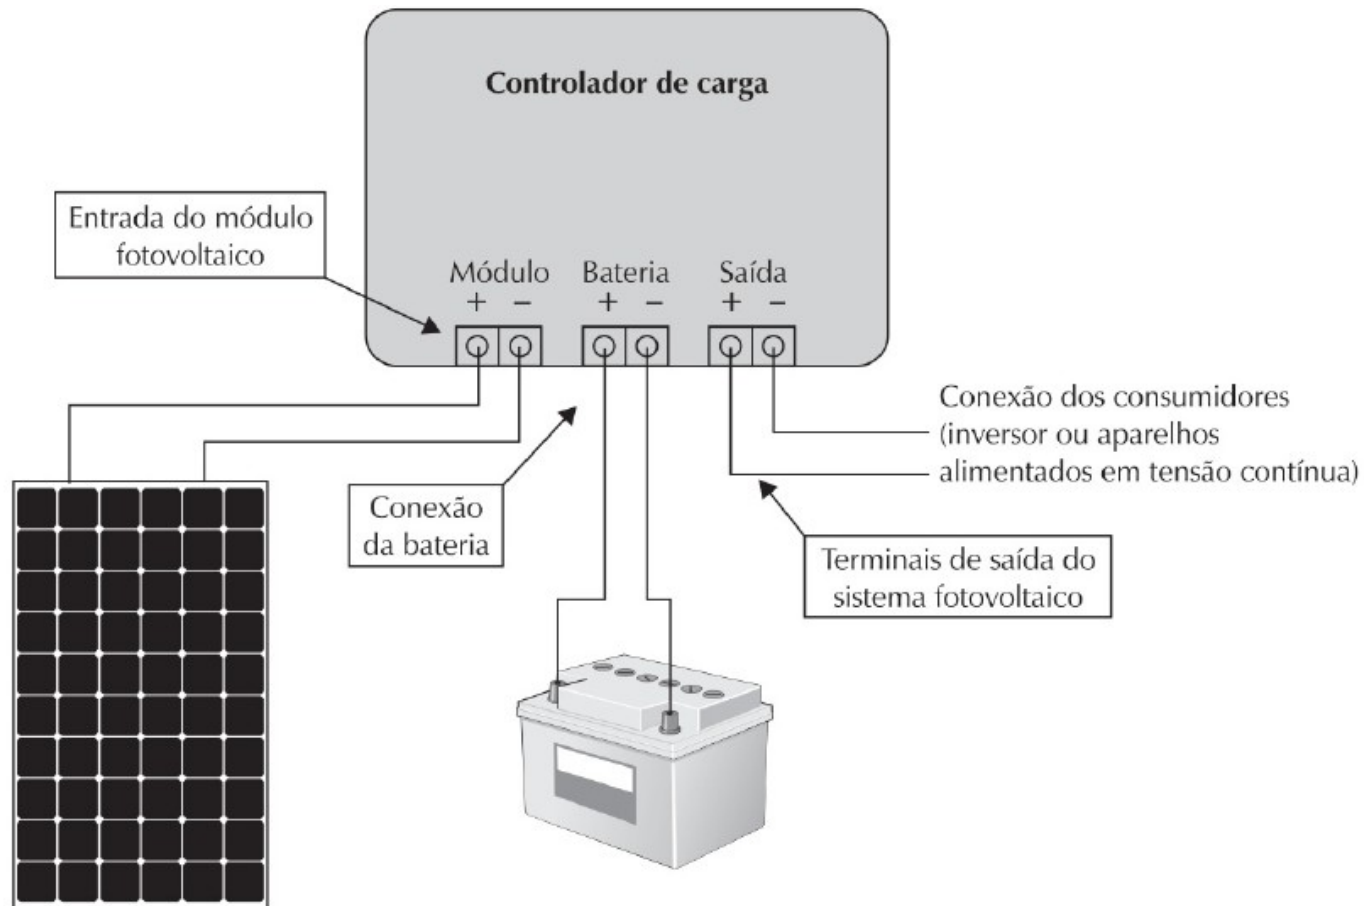 Controlador de carga
Entrada do módulo
fotovoltaico
Módulo Bateria Saída
+ − + − + −
Conexão dos consumidores
(inversor ou aparelhos
alimentados em tensão contínua)
Conexão
da bateria
Terminais de saída do
sistema fotovoltaico